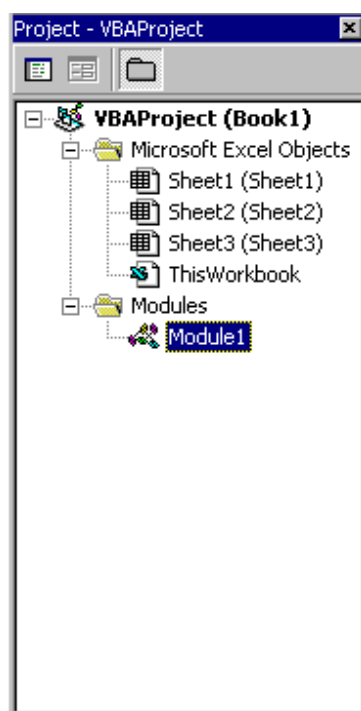 Project - VBAProject
VBAProject (Book1)
Microsoft Excel Objects
Sheet1 (Sheet1)
Sheet2 (Sheet2)
Sheet3 (Sheet3)
ThisWorkbook
Modules
Module1